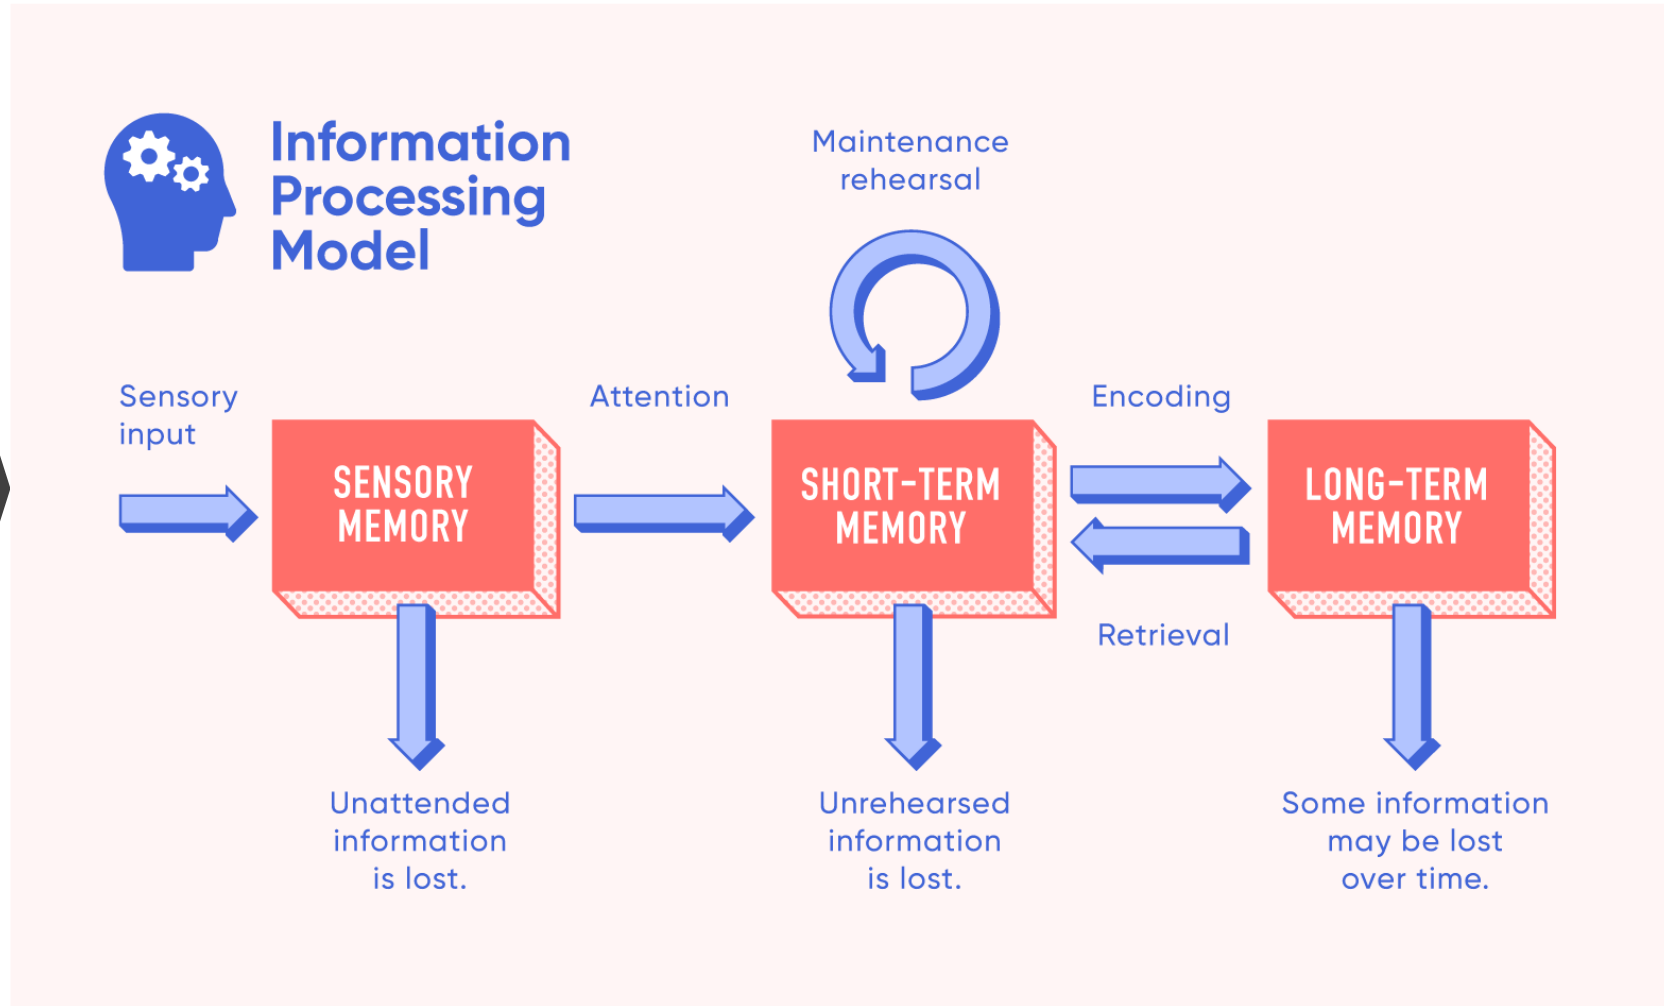 Information
Processing
Model
Maintenance
rehearsal
Sensory
input
Attention
Encoding
SENSORY
MEMORY
SHORT-TERM
MEMORY
LONG-TERM
MEMORY
Retrieval
Unattended
information
is lost.
Unrehearsed
information
is lost.
Some information
may be lost
over time.